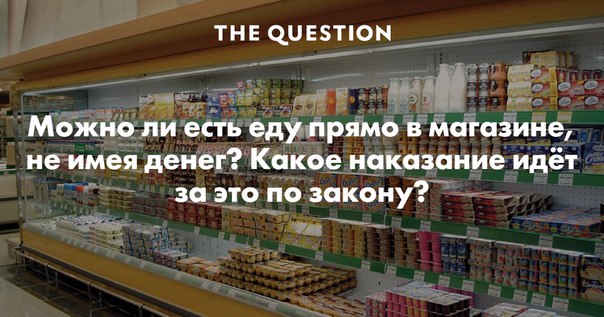 THE QUESTION
Можно ли есть еду прямо в магазине,
не имея денег? Какое наказание идёт
за это по закону?